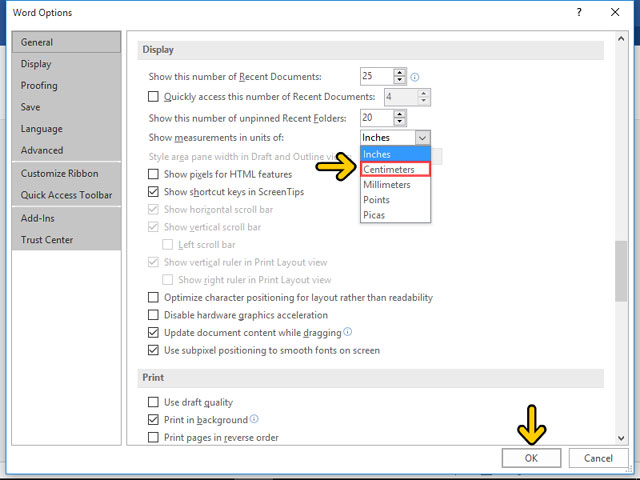 Word Options
?
General
Display
Proofing
Save
Language
Advanced
Customize Ribbon
Quick Access Toolbar
Add-Ins
Trust Center
Display
Show this number of Recent Documents: 25
Quickly access this number of Recent Documents: 4
Show this number of unpinned Recent Folders: 20
Show measurements in units of: Inches
Inches
Style area pane width in Draft and Outline
Centimeters
Show pixels for HTML features
Millimeters
Show shortcut keys in ScreenTips
Points
Show horizontal scroll bar
Picas
Show vertical scroll bar
Left scroll bar
Show vertical ruler in Print Layout view
Show right ruler in Print Layout view
Optimize character positioning for layout rather than readability
Disable hardware graphics acceleration
Update document content while dragging
Use subpixel positioning to smooth fonts on screen
Print
Use draft quality
Print in background
Print pages in reverse order
OK Cancel